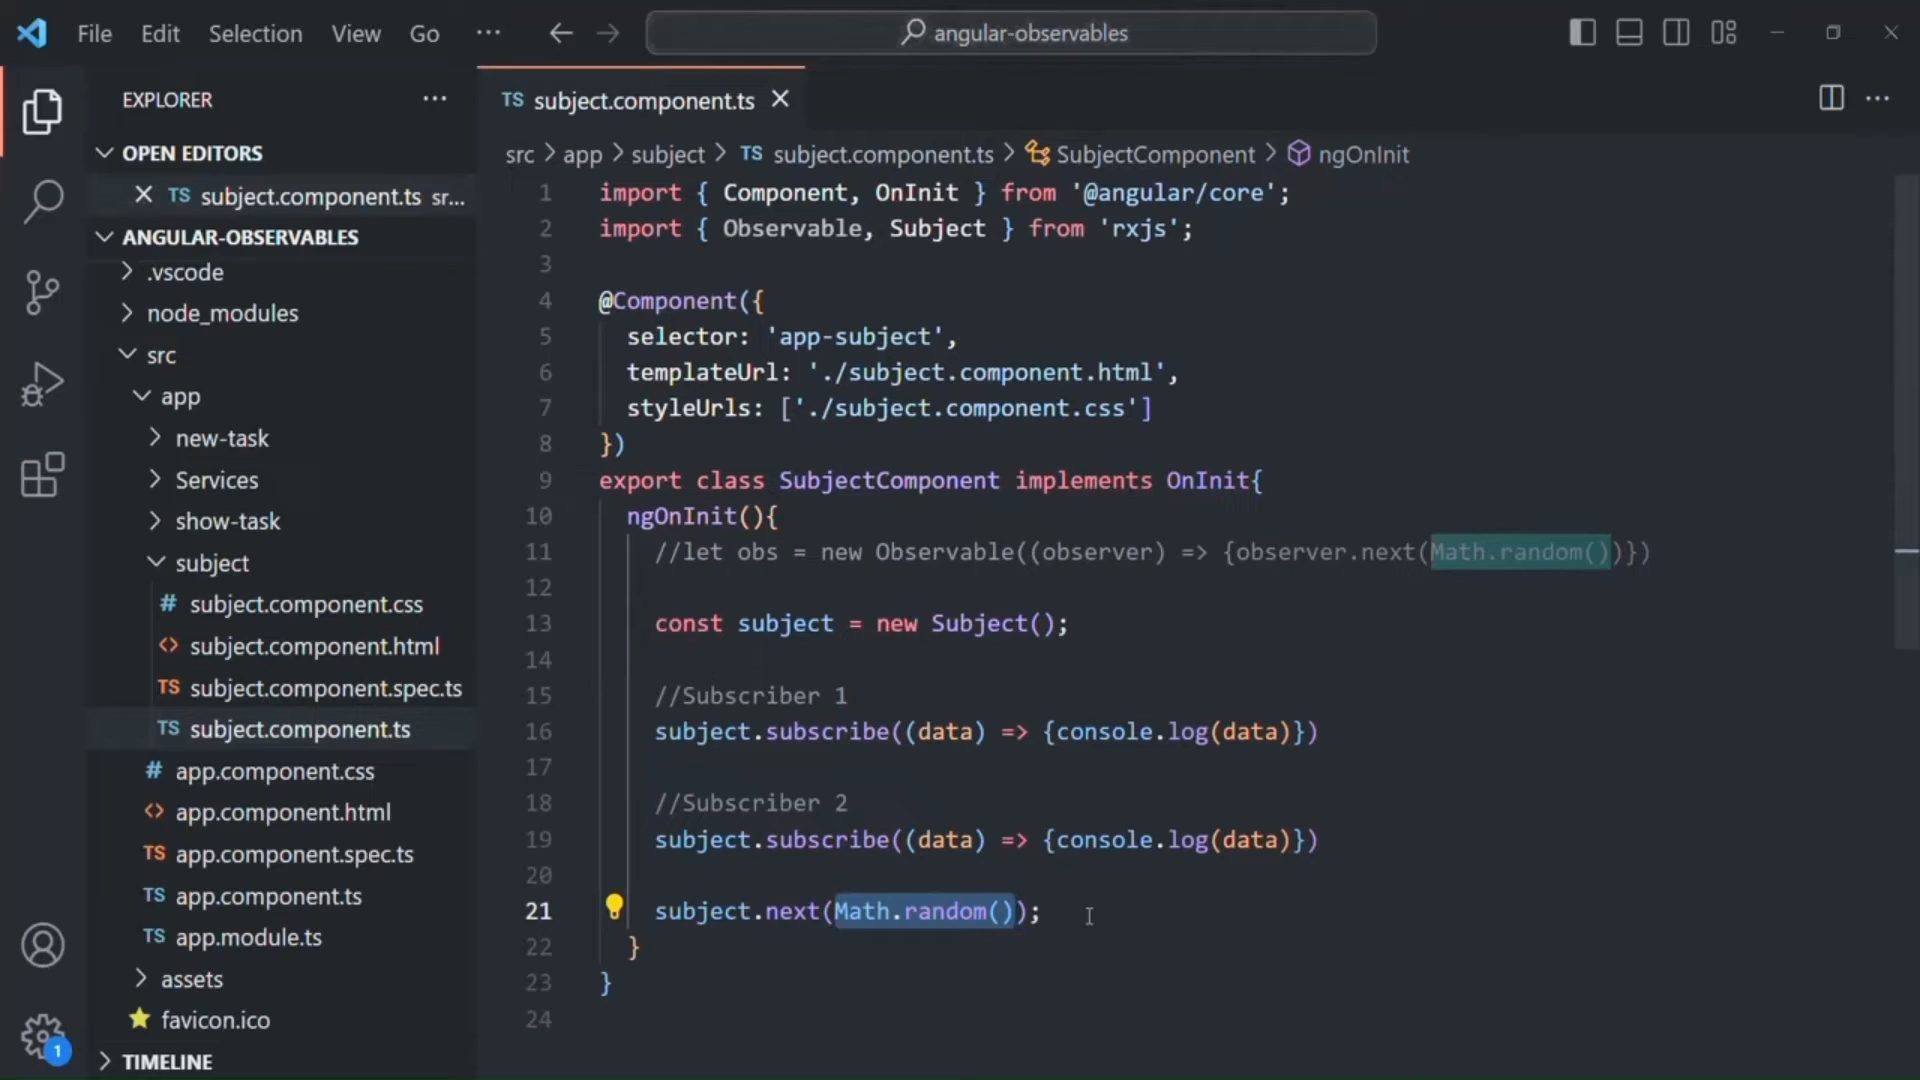 File Edit Selection View Go ··· angular-observables
EXPLORER ···
OPEN EDITORS
TS subject.component.ts sr...
ANGULAR-OBSERVABLES
.vscode
node_modules
src
app
new-task
Services
show-task
subject
# subject.component.css
<> subject.component.html
TS subject.component.spec.ts
TS subject.component.ts
# app.component.css
<> app.component.html
TS app.component.spec.ts
TS app.component.ts
TS app.module.ts
assets
favicon.ico
TIMELINE
1
TS subject.component.ts
src > app > subject > TS subject.component.ts > SubjectComponent > ngOnInit
1 import { Component, OnInit } from '@angular/core';
2 import { Observable, Subject } from 'rxjs';
3
4 @Component({
5 selector: 'app-subject',
6 templateUrl: './subject.component.html',
7 styleUrls: ['./subject.component.css']
8 })
9 export class SubjectComponent implements OnInit{
10 ngOnInit(){
11 //let obs = new Observable((observer) => {observer.next(Math.random())})
12
13 const subject = new Subject();
14
15 //Subscriber 1
16 subject.subscribe((data) => {console.log(data)})
17
18 //Subscriber 2
19 subject.subscribe((data) => {console.log(data)})
20
21 subject.next(Math.random());
22 }
23 }
24